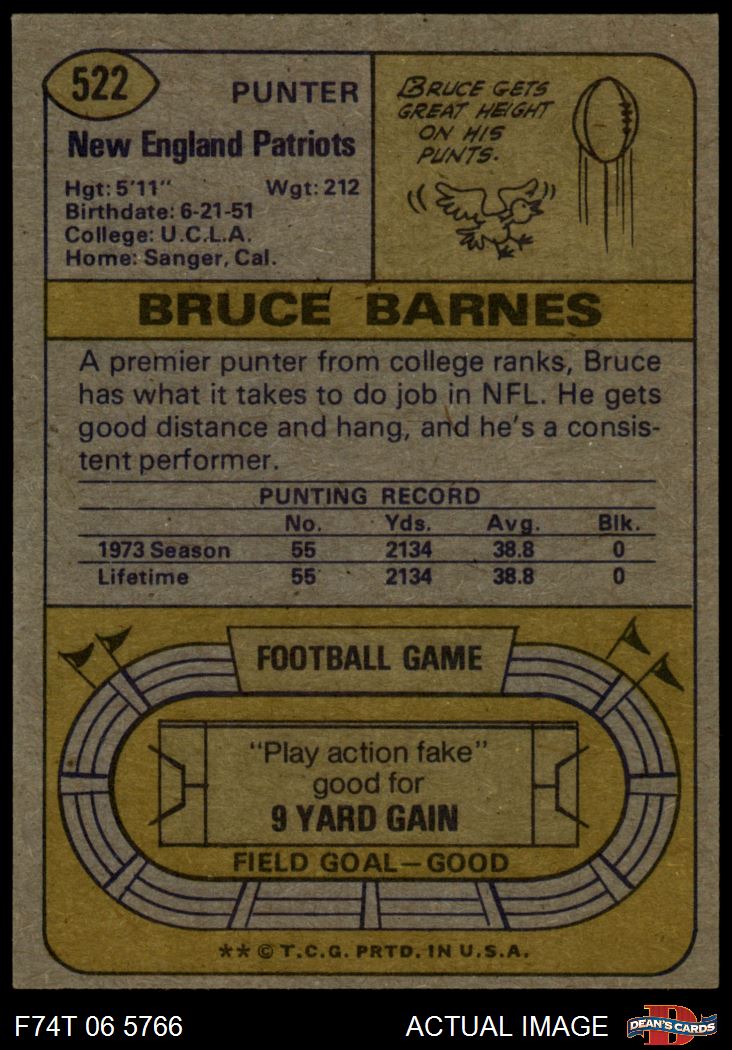 522
PUNTER
New England Patriots
Hgt: 5'11" Wgt: 212
Birthdate: 6-21-51
College: U.C.L.A.
Home: Sanger, Cal.
BRUCE GETS
GREAT HEIGHT
ON HIS
PUNTS.
BRUCE BARNES
A premier punter from college ranks, Bruce
has what it takes to do job in NFL. He gets
good distance and hang, and he's a consis-
tent performer.
PUNTING RECORD
No. Yds. Avg. Blk.
1973 Season 55 2134 38.8 0
Lifetime 55 2134 38.8 0
FOOTBALL GAME
"Play action fake"
good for
9 YARD GAIN
FIELD GOAL—GOOD
** © T.C.G. PRTD. IN U.S.A.
F74T 06 5766 ACTUAL IMAGE
D
DEAN'S CARDS